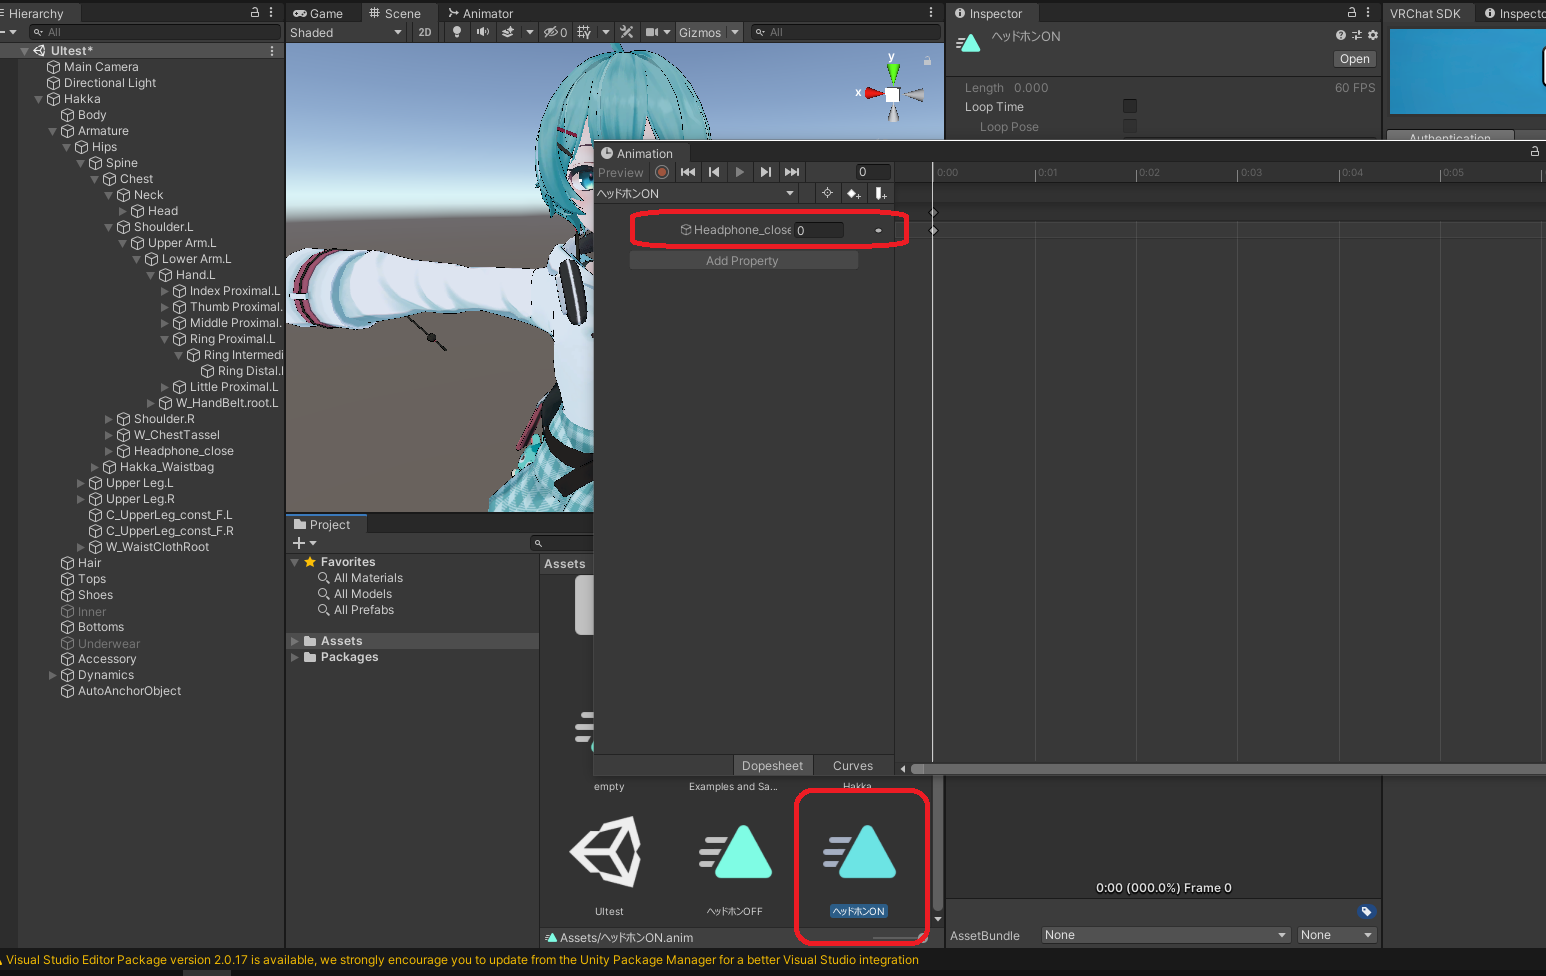 Hierarchy
All
UItest*
Main Camera
Directional Light
Hakka
Body
Armature
Hips
Spine
Chest
Neck
Head
Shoulder.L
Upper Arm.L
Lower Arm.L
Hand.L
Index Proximal.L
Thumb Proximal.
Middle Proximal.
Ring Proximal.L
Ring Intermedi
Ring Distal.l
Little Proximal.L
W_HandBelt.root.L
Shoulder.R
W_ChestTassel
Headphone_close
Hakka_Waistbag
Upper Leg.L
Upper Leg.R
C_UpperLeg_const_F.L
C_UpperLeg_const_F.R
W_WaistClothRoot
Hair
Tops
Shoes
Inner
Bottoms
Underwear
Accessory
Dynamics
AutoAnchorObject
Game Scene Animator
Shaded 2D 0 Gizmos All
y
x
Inspector
ヘッドホンON
Open
Length 0.000 60 FPS
Loop Time
Loop Pose
VRChat SDK Inspecto
Authentication
Animation
Preview 0
0:00 0:01 0:02 0:03 0:04 0:05
ヘッドホンON
Headphone_close 0
Add Property
Dopesheet Curves
Project
Favorites
All Materials
All Models
All Prefabs
Assets
Packages
Assets
empty Examples and Sa... Hakka
UItest ヘッドホンOFF ヘッドホンON
Assets/ヘッドホンON.anim
0:00 (000.0%) Frame 0
AssetBundle None None
Visual Studio Editor Package version 2.0.17 is available, we strongly encourage you to update from the Unity Package Manager for a better Visual Studio integration